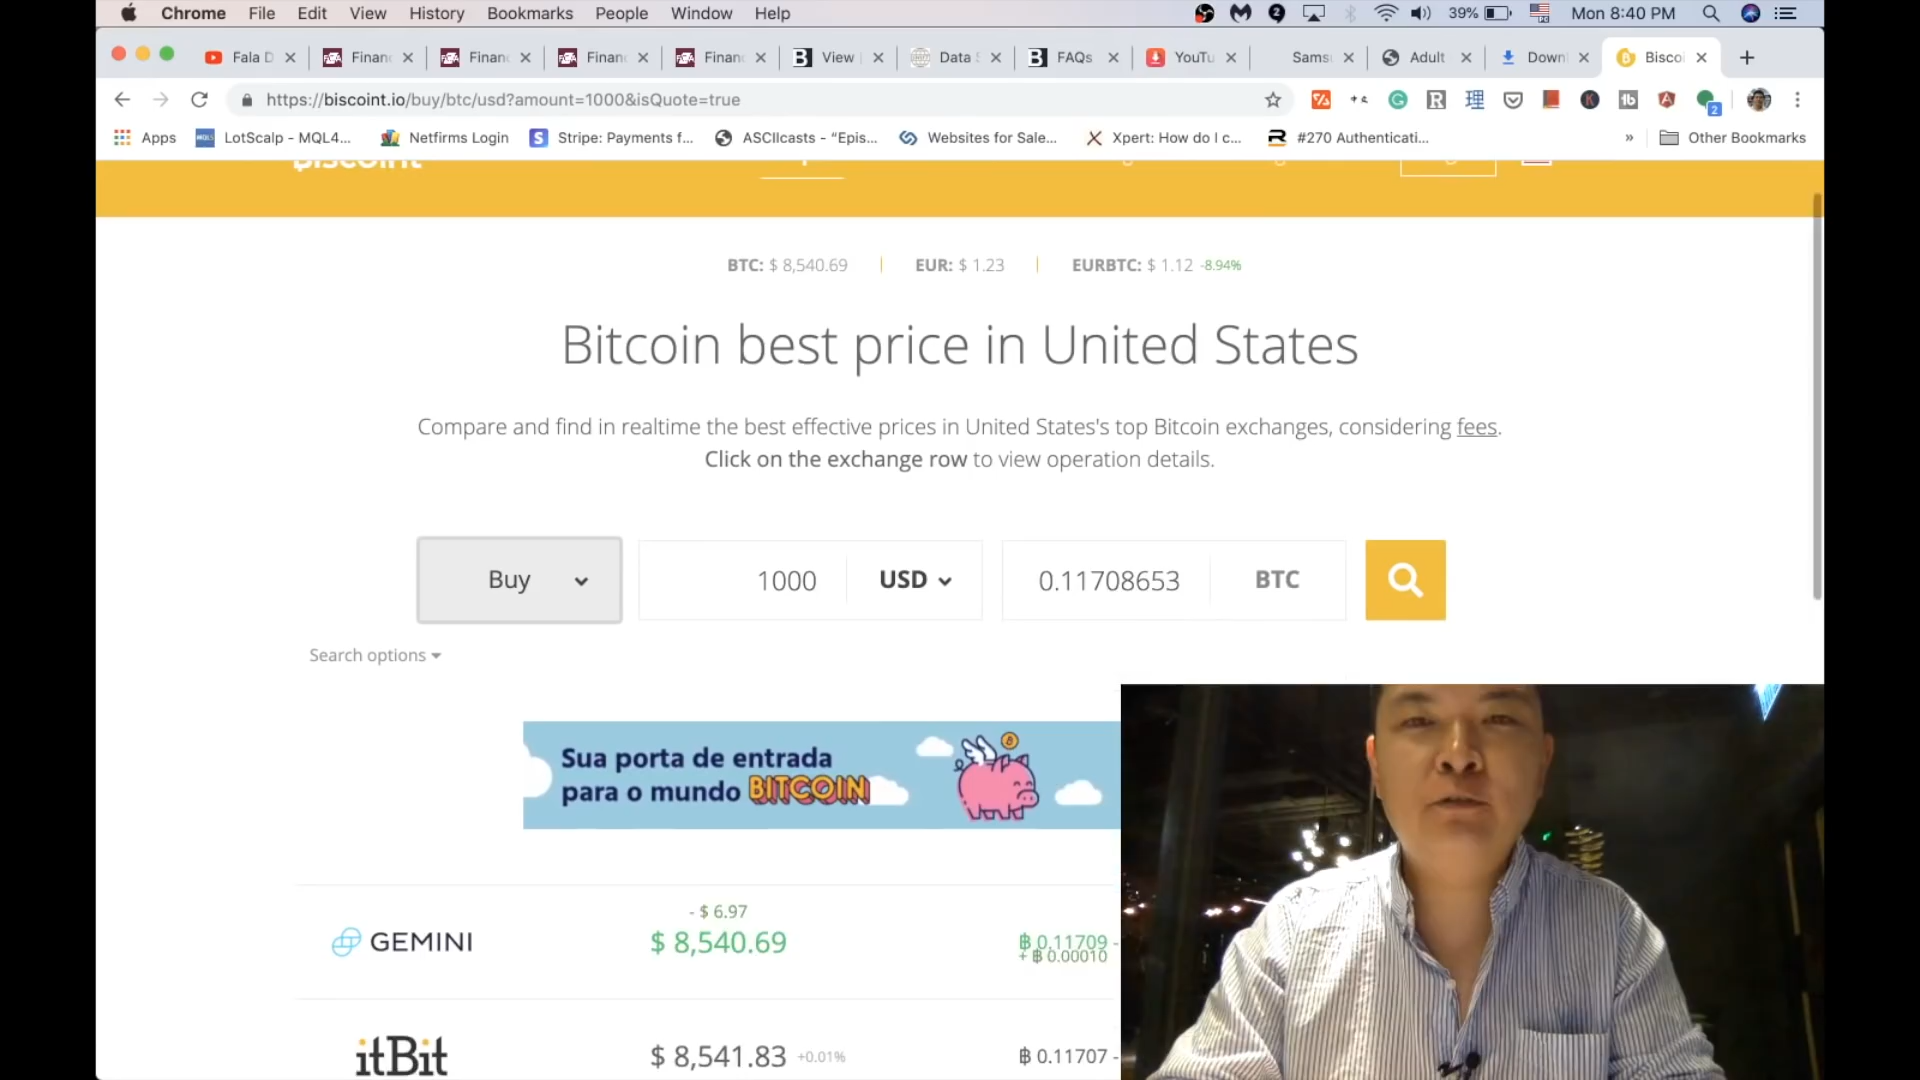 Chrome File Edit View History Bookmarks People Window Help 2 39% Mon 8:40 PM
Fala D Financ Financ Financ Financ View Data S FAQs YouTu Sams Adult Down Biscoi
https://biscoint.io/buy/btc/usd?amount=1000&isQuote=true
Apps LotScalp - MQL4... Netfirms Login Stripe: Payments f... ASCIIcasts - “Epis... Websites for Sale... Xpert: How do I c... #270 Authenticati... » Other Bookmarks
BTC: $ 8,540.69 EUR: $ 1.23 EURBTC: $ 1.12 -8.94%
Bitcoin best price in United States
Compare and find in realtime the best effective prices in United States's top Bitcoin exchanges, considering fees.
Click on the exchange row to view operation details.
Buy 1000 USD 0.11708653 BTC
Search options
Sua porta de entrada
para o mundo BITCOIN
- $ 6.97
GEMINI $ 8,540.69 ฿ 0.11709 -
+ ฿ 0.00010
itBit $ 8,541.83 +0.01% ฿ 0.11707 -